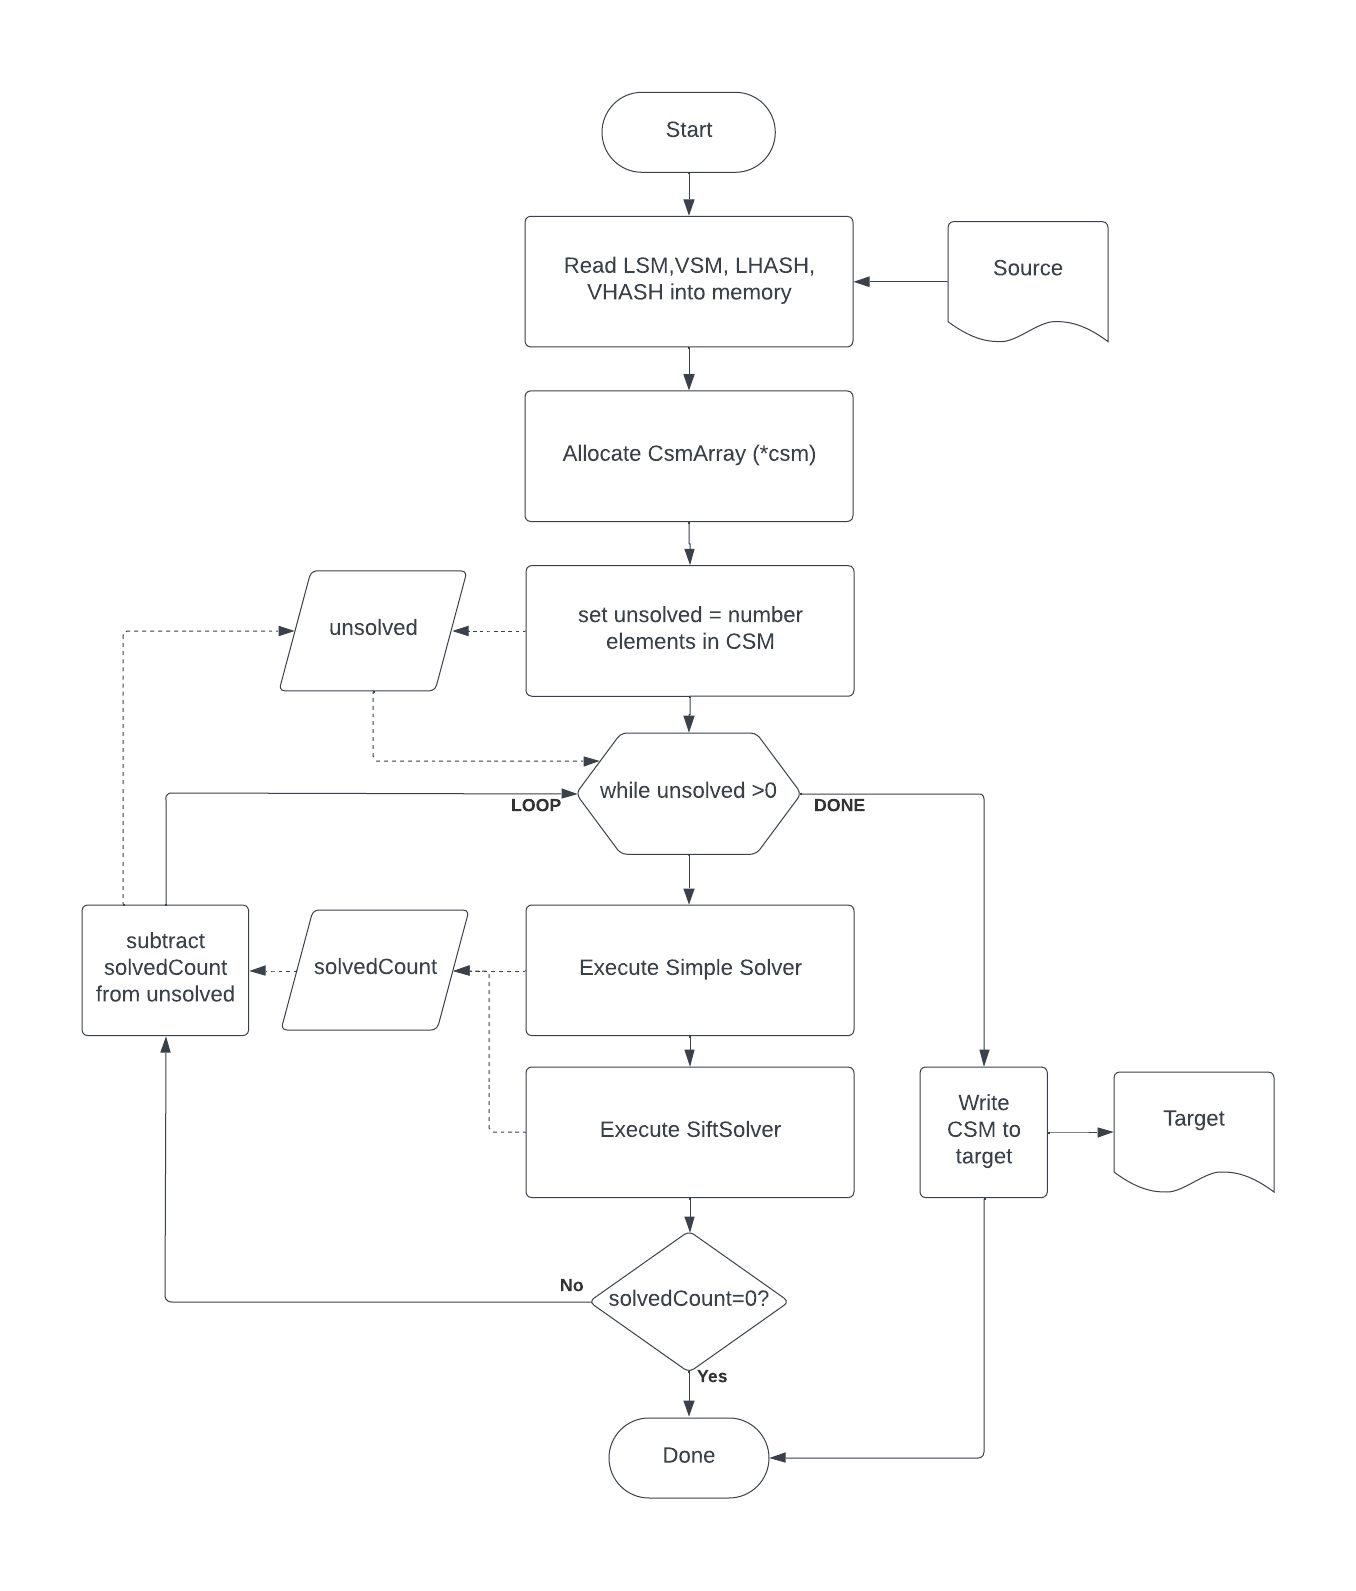 Start
Read LSM,VSM, LHASH,
VHASH into memory
Source
Allocate CsmArray (*csm)
unsolved
set unsolved = number
elements in CSM
while unsolved >0
LOOP
DONE
subtract
solvedCount
from unsolved
solvedCount
Execute Simple Solver
Execute SiftSolver
Write
CSM to
target
Target
No
solvedCount=0?
Yes
Done